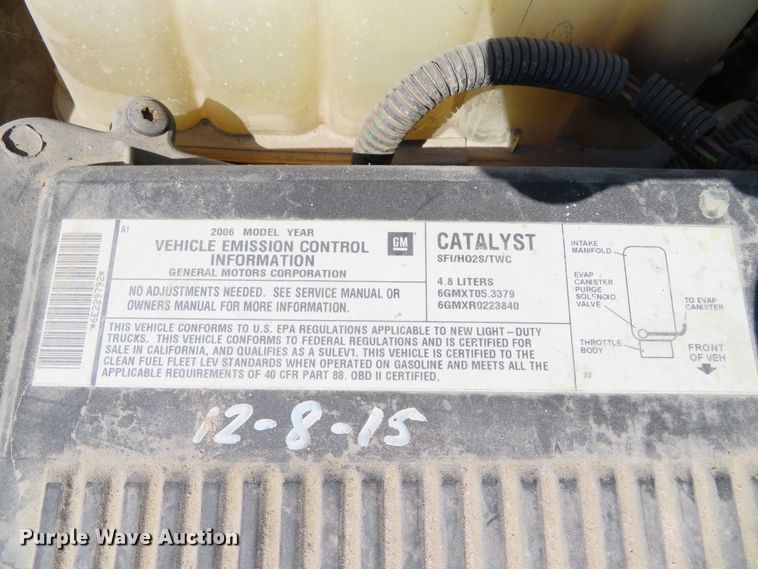 A1
2006 MODEL YEAR
VEHICLE EMISSION CONTROL
INFORMATION
GENERAL MOTORS CORPORATION
GM
NO ADJUSTMENTS NEEDED. SEE SERVICE MANUAL OR
OWNERS MANUAL FOR MORE INFORMATION.
CATALYST
SFI/HO2S/TWC
4.8 LITERS
6GMXT05.3379
6GMXR0223840
THIS VEHICLE CONFORMS TO U.S. EPA REGULATIONS APPLICABLE TO NEW LIGHT-DUTY
TRUCKS. THIS VEHICLE CONFORMS TO FEDERAL REGULATIONS AND IS CERTIFIED FOR
SALE IN CALIFORNIA, AND QUALIFIES AS A SULEV1. THIS VEHICLE IS CERTIFIED TO THE
CLEAN FUEL FLEET LEV STANDARDS WHEN OPERATED ON GASOLINE AND MEETS ALL THE
APPLICABLE REQUIREMENTS OF 40 CFR PART 88. OBD II CERTIFIED.
INTAKE
MANIFOLD
EVAP
CANISTER
PURGE
SOLENOID
VALVE
TO EVAP
CANISTER
THROTTLE
BODY
FRONT
OF VEH
32
*6E229792*
12-8-15
Purple Wave Auction